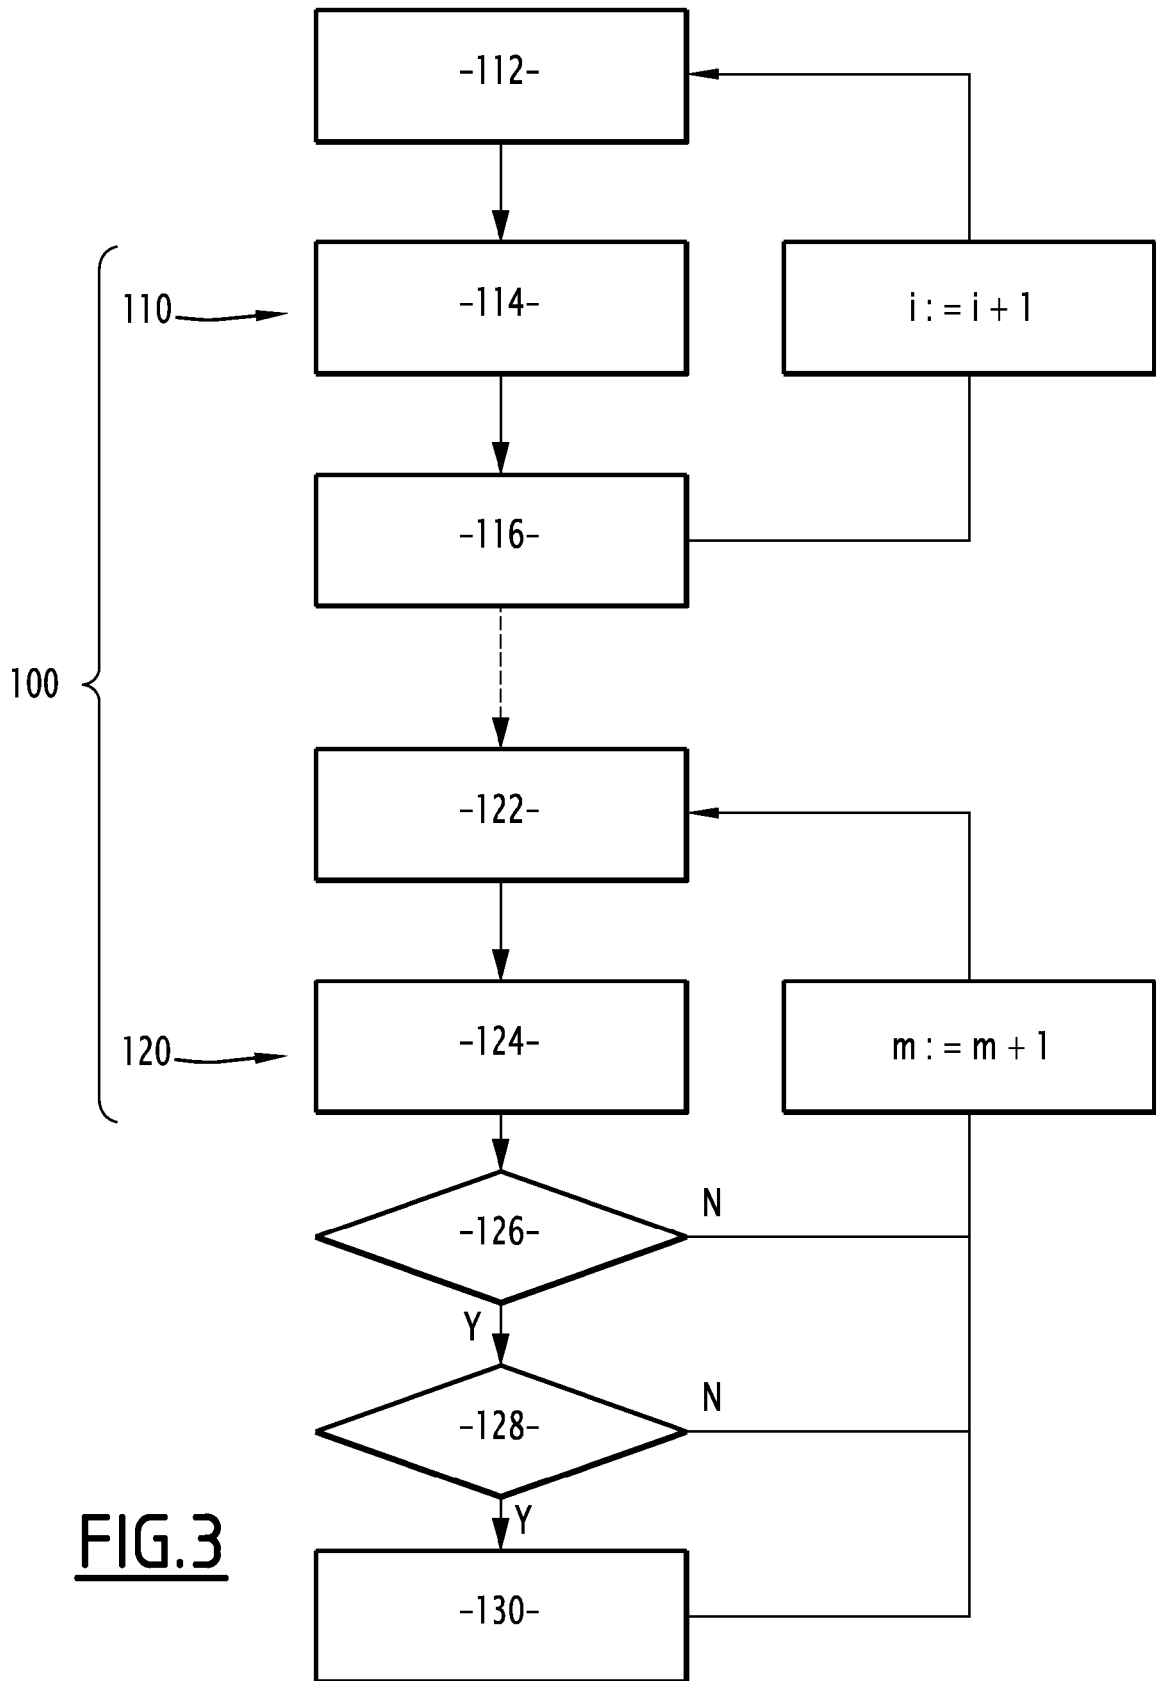 -112-
110
-114-
i : = i + 1
-116-
100
-122-
120
-124-
m : = m + 1
-126-
N
Y
-128-
N
Y
FIG.3
-130-